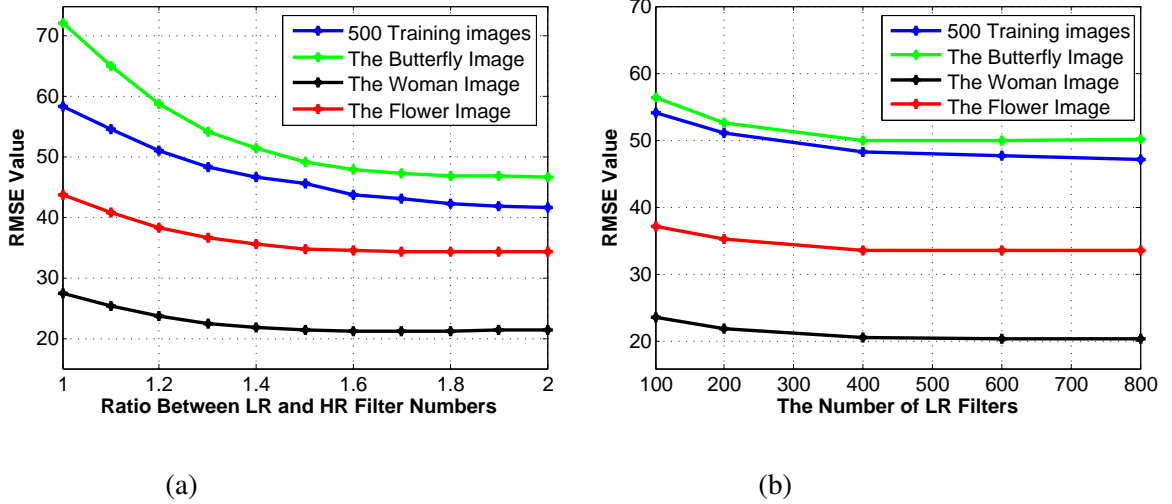 70
60
50
40
30
20
RMSE Value
500 Training images
The Butterfly Image
The Woman Image
The Flower Image
1 1.2 1.4 1.6 1.8 2
Ratio Between LR and HR Filter Numbers
(a)
70
60
50
40
30
20
RMSE Value
500 Training images
The Butterfly Image
The Woman Image
The Flower Image
100 200 300 400 500 600 700 800
The Number of LR Filters
(b)